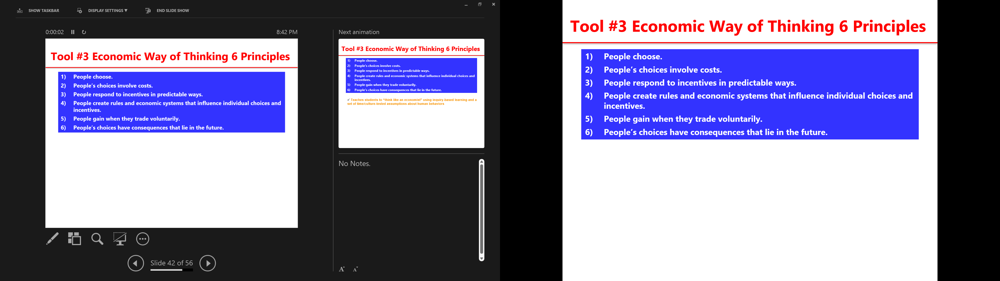 SHOW TASKBAR
DISPLAY SETTINGS ▼
END SLIDE SHOW
0:00:02
8:42 PM
Tool #3 Economic Way of Thinking 6 Principles
1) People choose.
2) People’s choices involve costs.
3) People respond to incentives in predictable ways.
4) People create rules and economic systems that influence individual choices and
incentives.
5) People gain when they trade voluntarily.
6) People’s choices have consequences that lie in the future.
Slide 42 of 56
Next animation
Tool #3 Economic Way of Thinking 6 Principles
1) People choose.
2) People’s choices involve costs.
3) People respond to incentives in predictable ways.
4) People create rules and economic systems that influence individual choices and
incentives.
5) People gain when they trade voluntarily.
6) People’s choices have consequences that lie in the future.
✓ Teaches students to “think like an economist” using inquiry-based learning and a
set of time/culture-tested assumptions about human behaviors
No Notes.
A A
Tool #3 Economic Way of Thinking 6 Principles
1) People choose.
2) People’s choices involve costs.
3) People respond to incentives in predictable ways.
4) People create rules and economic systems that influence individual choices and
incentives.
5) People gain when they trade voluntarily.
6) People’s choices have consequences that lie in the future.